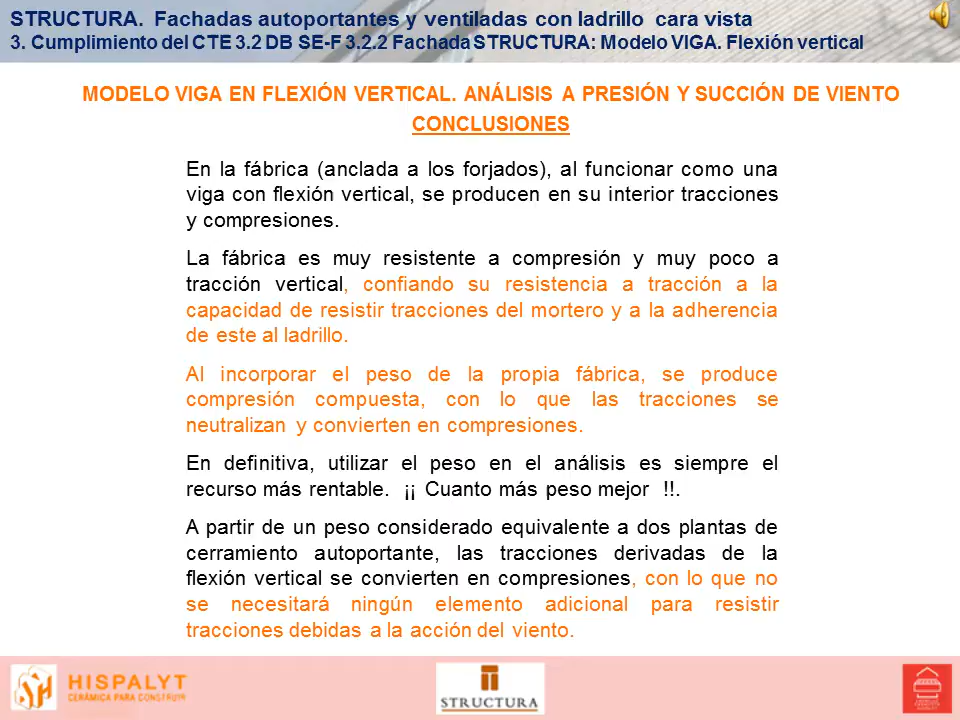 STRUCTURA. Fachadas autoportantes y ventiladas con ladrillo cara vista
3. Cumplimiento del CTE 3.2 DB SE-F 3.2.2 Fachada STRUCTURA: Modelo VIGA. Flexión vertical
MODELO VIGA EN FLEXIÓN VERTICAL. ANÁLISIS A PRESIÓN Y SUCCIÓN DE VIENTO
CONCLUSIONES
En la fábrica (anclada a los forjados), al funcionar como una
viga con flexión vertical, se producen en su interior tracciones
y compresiones.
La fábrica es muy resistente a compresión y muy poco a
tracción vertical, confiando su resistencia a tracción a la
capacidad de resistir tracciones del mortero y a la adherencia
de este al ladrillo.
Al incorporar el peso de la propia fábrica, se produce
compresión compuesta, con lo que las tracciones se
neutralizan y convierten en compresiones.
En definitiva, utilizar el peso en el análisis es siempre el
recurso más rentable. ¡¡ Cuanto más peso mejor !!.
A partir de un peso considerado equivalente a dos plantas de
cerramiento autoportante, las tracciones derivadas de la
flexión vertical se convierten en compresiones, con lo que no
se necesitará ningún elemento adicional para resistir
tracciones debidas a la acción del viento.
HISPALYT
CERÁMICA PARA CONSTRUIR
STRUCTURA